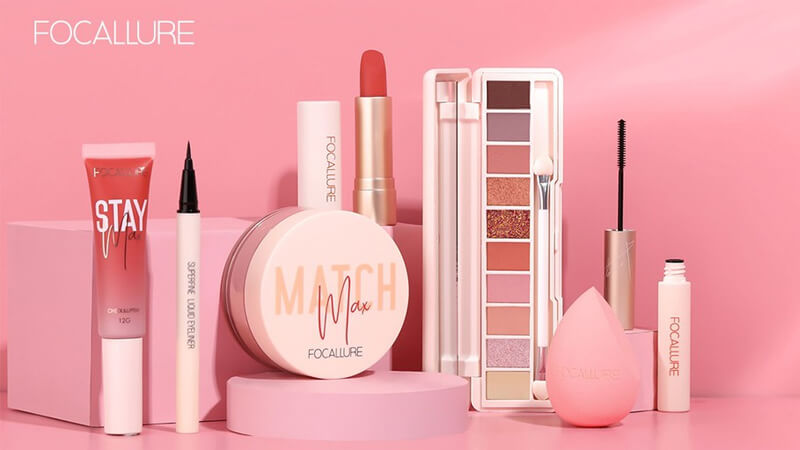 FOCALLURE
FOCALLURE
STAY
Max
12G
SUPERFINE LIQUID EYELINER
FOCALLURE
MATCH
Max
FOCALLURE
FOCALLURE
FOCALLURE